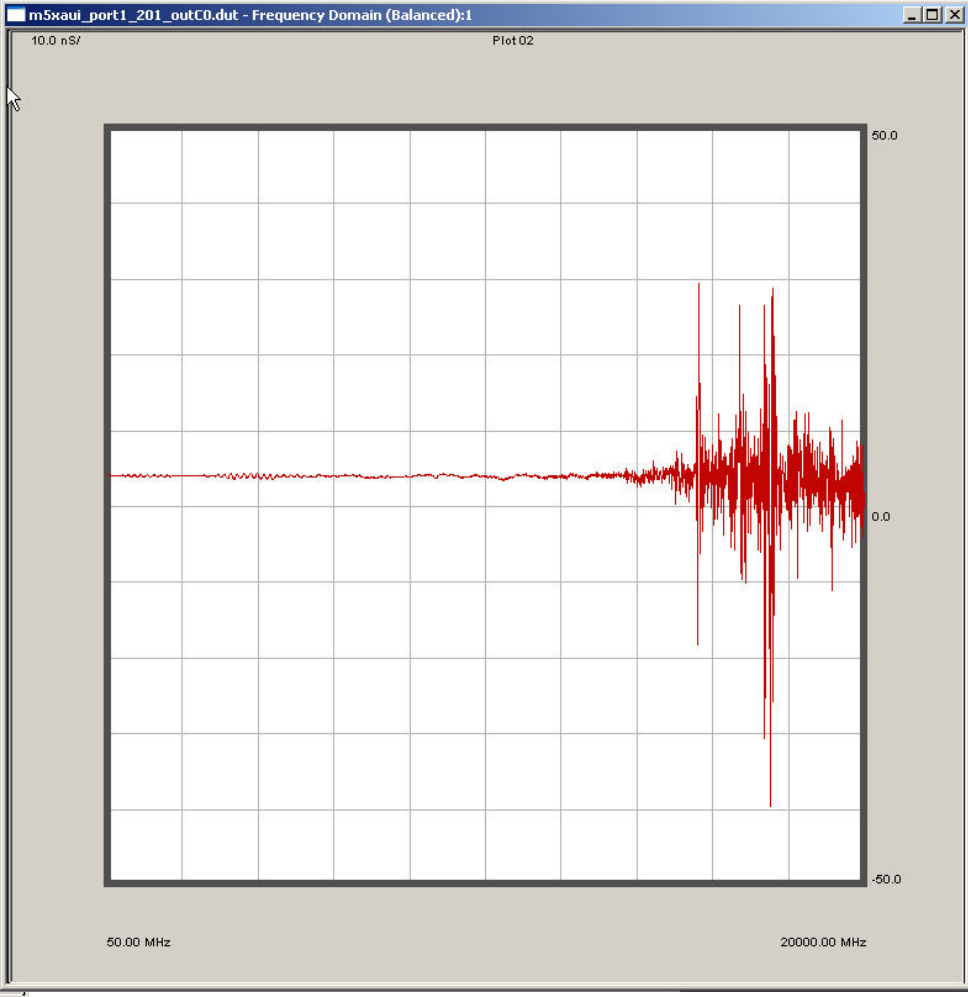 m5xaui_port1_201_outC0.dut - Frequency Domain (Balanced):1
10.0 nS/
Plot 02
50.0
0.0
-50.0
50.00 MHz
20000.00 MHz